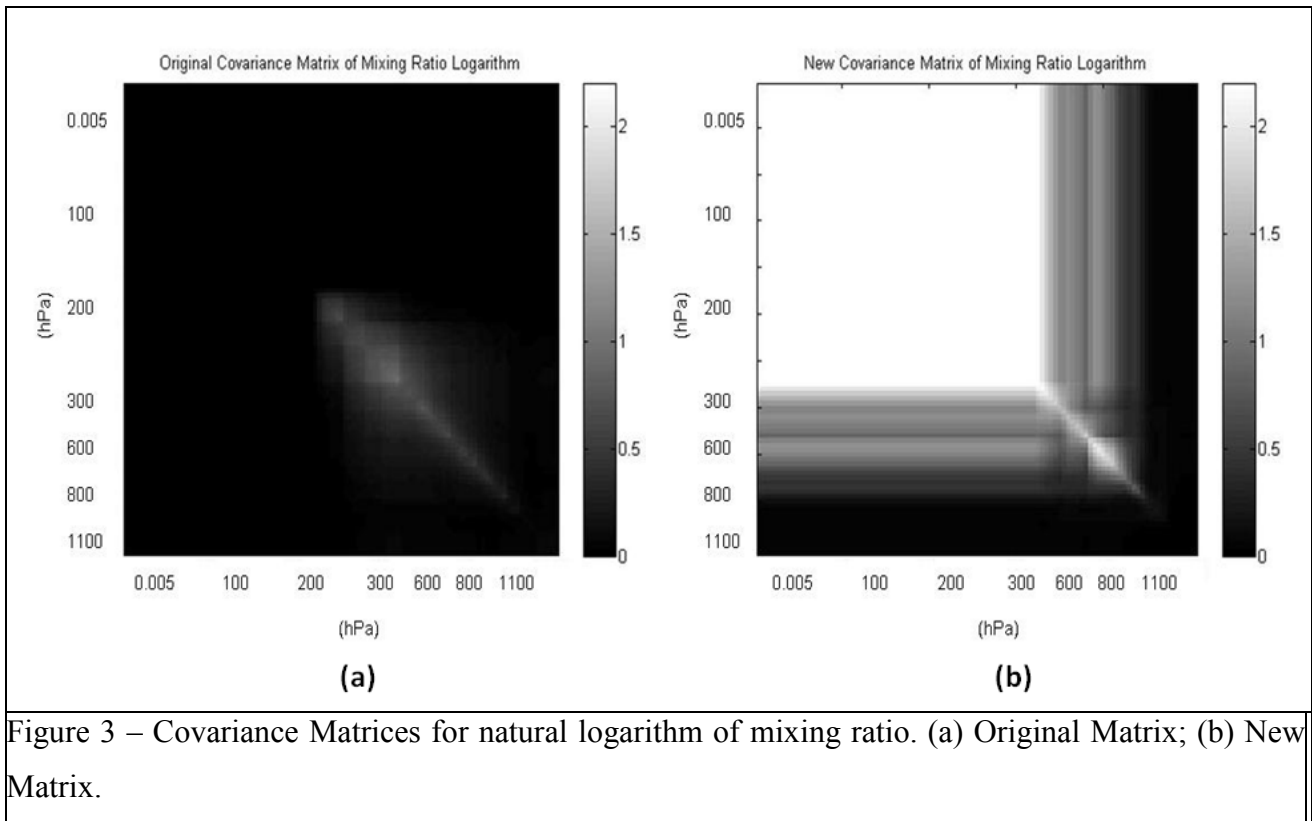 Original Covariance Matrix of Mixing Ratio Logarithm
0.005
100
200
300
600
800
1100
(hPa)
0.005 100 200 300 600 800 1100
(hPa)
2
1.5
1
0.5
0
(a)
New Covariance Matrix of Mixing Ratio Logarithm
0.005
100
200
300
600
800
1100
(hPa)
0.005 100 200 300 600 800 1100
(hPa)
2
1.5
1
0.5
0
(b)
Figure 3 – Covariance Matrices for natural logarithm of mixing ratio. (a) Original Matrix; (b) New
Matrix.